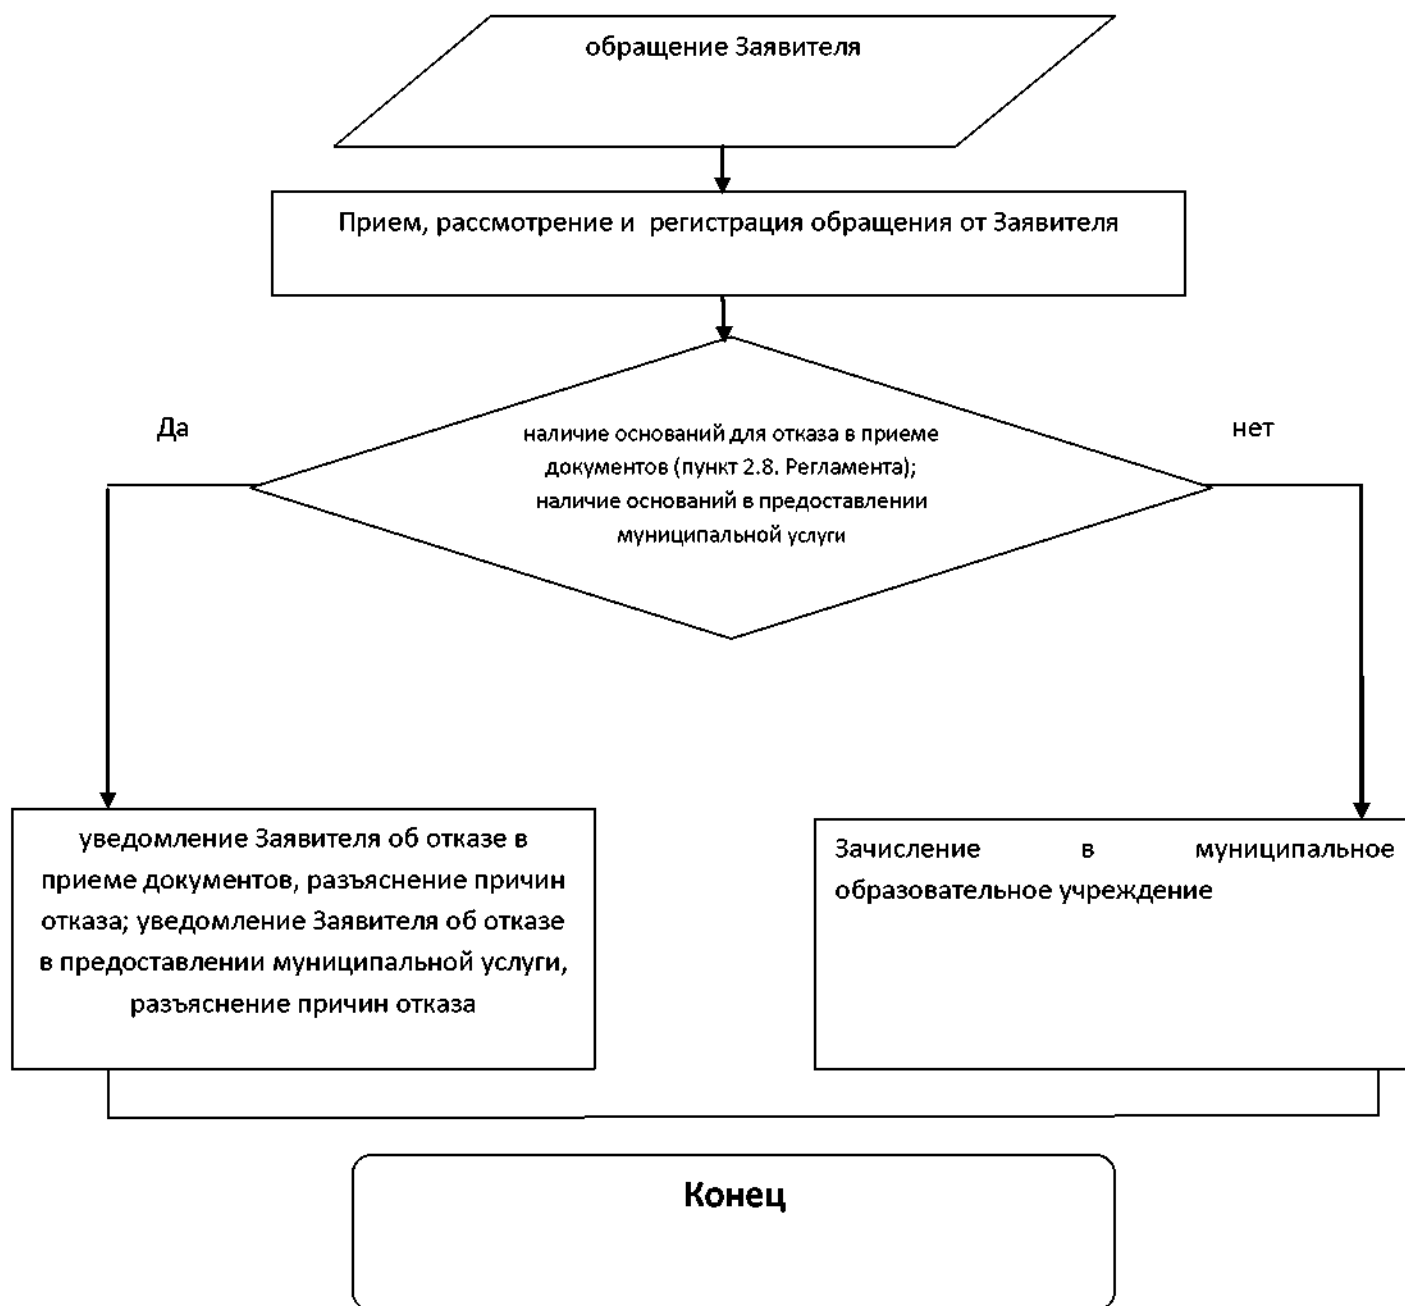 обращение Заявителя
Прием, рассмотрение и регистрация обращения от Заявителя
Да
нет
наличие оснований для отказа в приеме
документов (пункт 2.8. Регламента);
наличие оснований в предоставлении
муниципальной услуги
уведомление Заявителя об отказе в
приеме документов, разъяснение причин
отказа; уведомление Заявителя об отказе
в предоставлении муниципальной услуги,
разъяснение причин отказа
Зачисление в муниципальное
образовательное учреждение
Конец